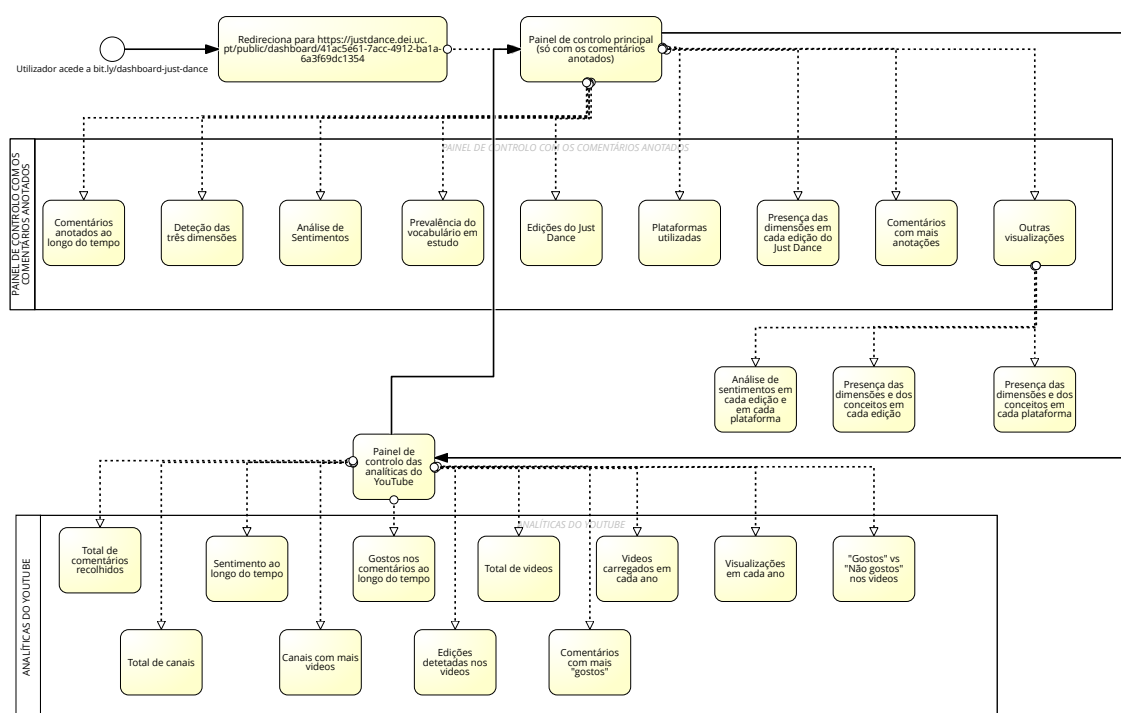 Redireciona para https://justdance.dei.uc.
pt/public/dashboard/41ac5e61-7acc-4912-ba1a-
6a3f69dc1354
Painel de controlo principal
(só com os comentários
anotados)
Utilizador acede a bit.ly/dashboard-just-dance
PAINEL DE CONTROLO COM OS COMENTÁRIOS ANOTADOS
PAINEL DE CONTROLO COM OS
COMENTÁRIOS ANOTADOS
Comentários
anotados ao
longo do tempo
Deteção das
três dimensões
Análise de
Sentimentos
Prevalência do
vocabulário em
estudo
Edições do Just
Dance
Plataformas
utilizadas
Presença das
dimensões em
cada edição do
Just Dance
Comentários
com mais
anotações
Outras
visualizações
Análise de
sentimentos em
cada edição e
em cada
plataforma
Presença das
dimensões e dos
conceitos em
cada edição
Presença das
dimensões e dos
conceitos em
cada plataforma
Painel de
controlo das
analíticas do
YouTube
ANALÍTICAS DO YOUTUBE
ANALÍTICAS DO YOUTUBE
Total de
comentários
recolhidos
Sentimento ao
longo do tempo
Gostos nos
comentários ao
longo do tempo
Total de videos
Videos
carregados em
cada ano
Visualizações
em cada ano
"Gostos" vs
"Não gostos"
nos videos
Total de canais
Canais com mais
videos
Edições
detetadas nos
videos
Comentários
com mais
"gostos"